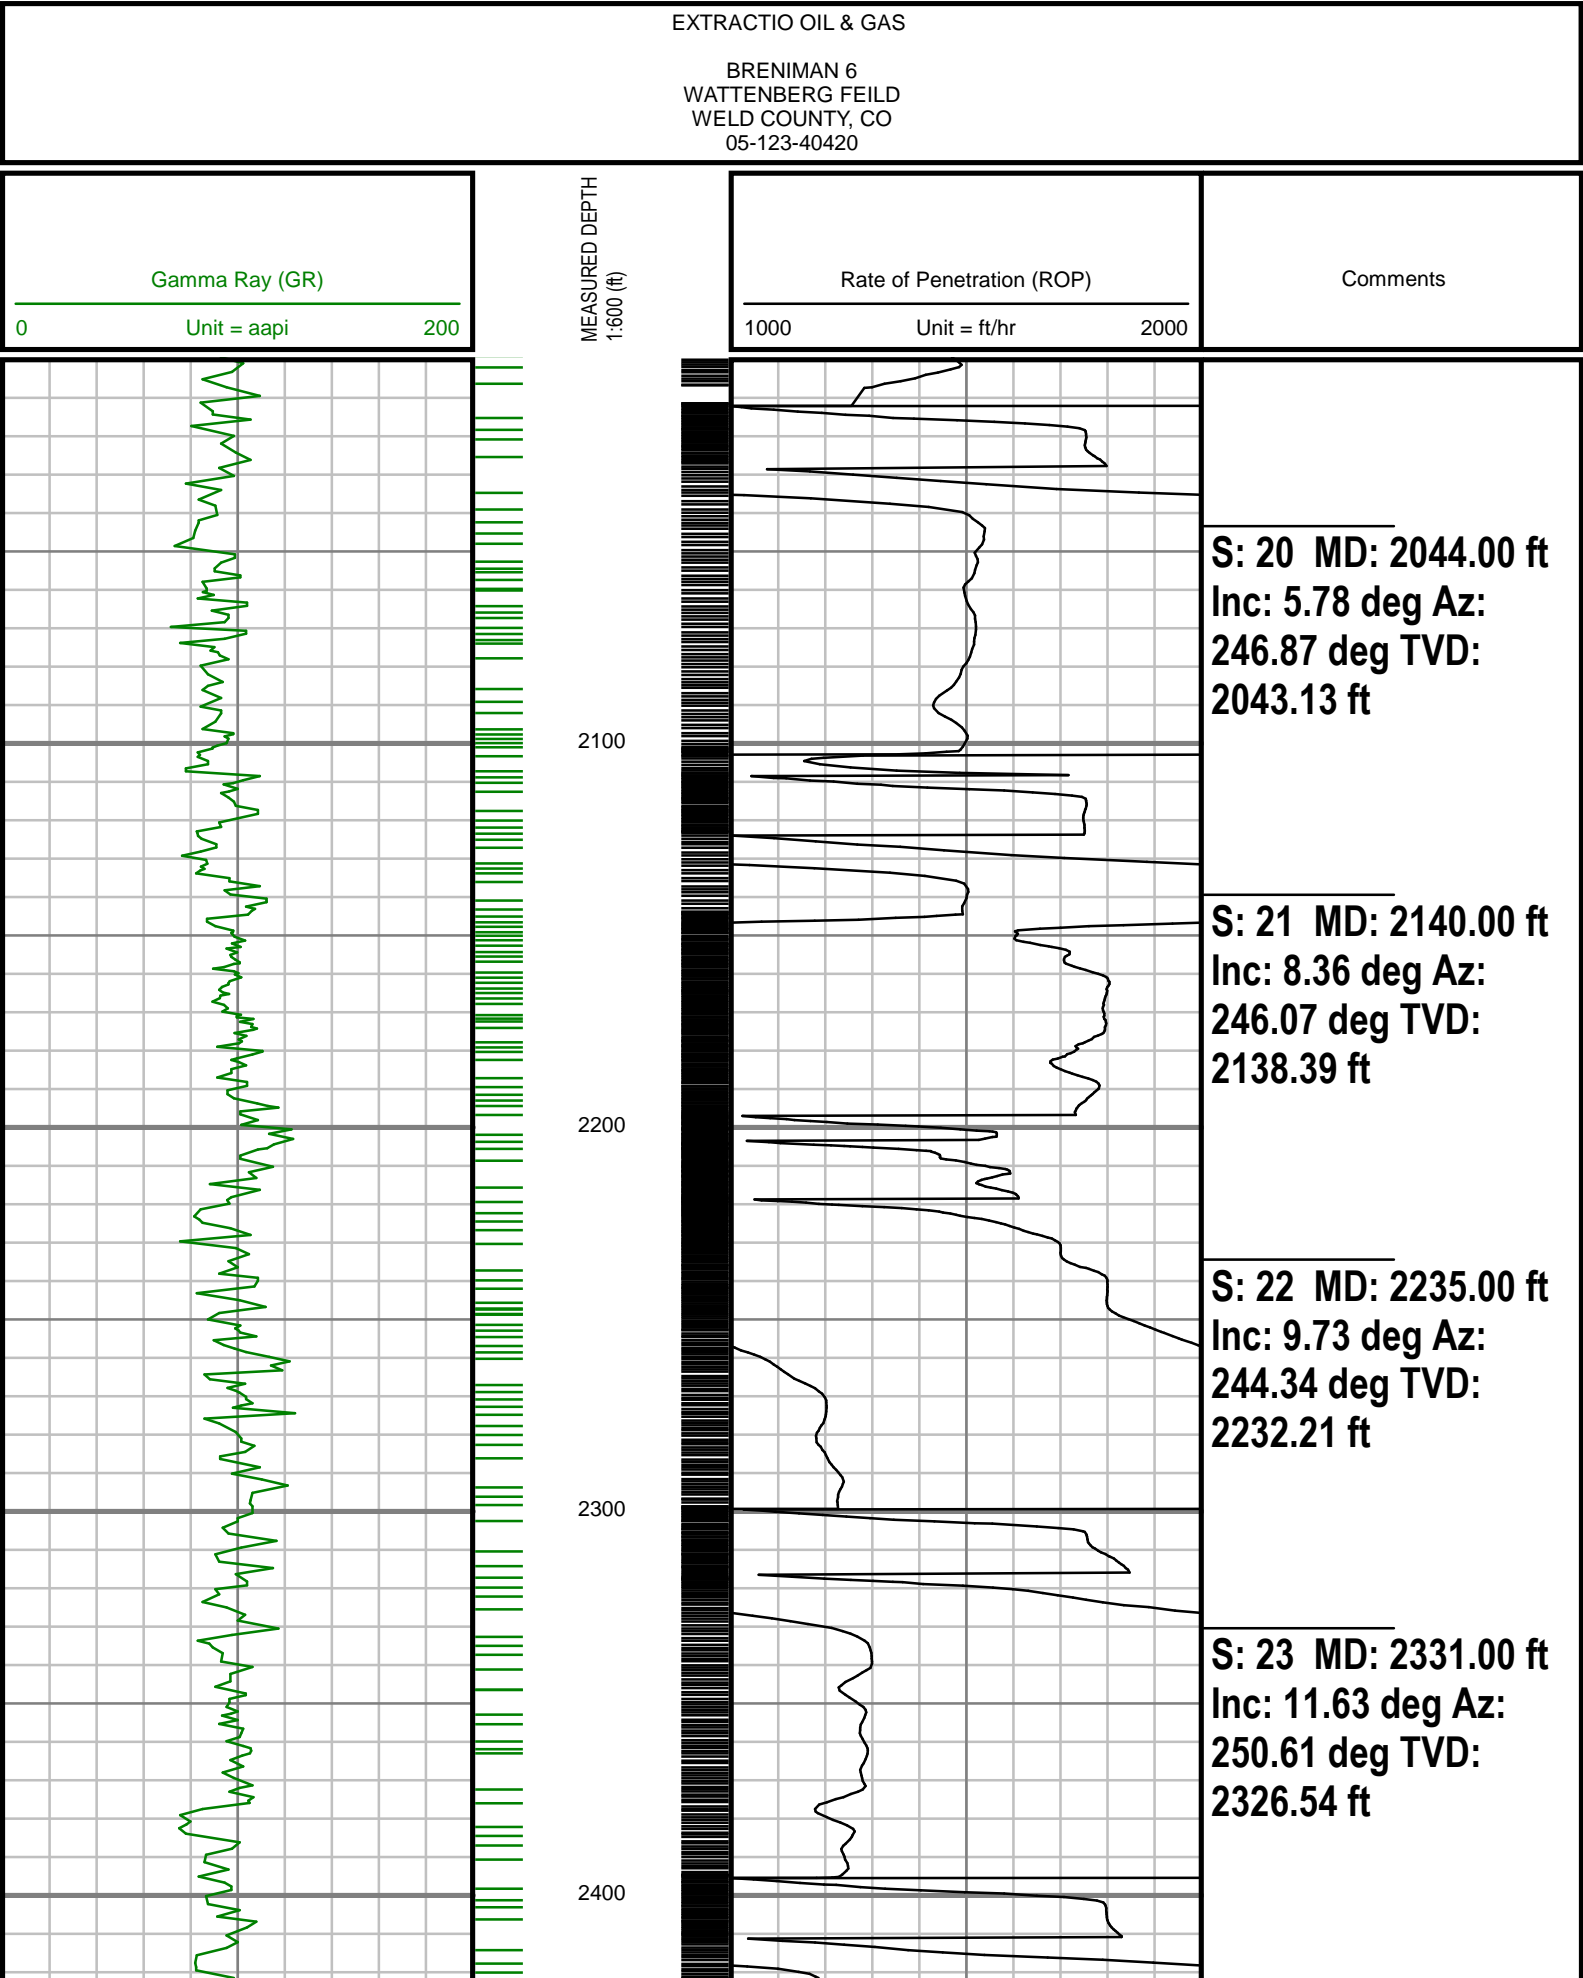 EXTRACTIO OIL & GAS
BRENIMAN 6
WATTENBERG FEILD
WELD COUNTY, CO
05-123-40420
Gamma Ray (GR)
0 Unit = aapi 200
MEASURED DEPTH
1:600 (ft)
Rate of Penetration (ROP)
1000 Unit = ft/hr 2000
Comments
S: 20 MD: 2044.00 ft
Inc: 5.78 deg Az:
246.87 deg TVD:
2043.13 ft
2100
S: 21 MD: 2140.00 ft
Inc: 8.36 deg Az:
246.07 deg TVD:
2138.39 ft
2200
S: 22 MD: 2235.00 ft
Inc: 9.73 deg Az:
244.34 deg TVD:
2232.21 ft
2300
S: 23 MD: 2331.00 ft
Inc: 11.63 deg Az:
250.61 deg TVD:
2326.54 ft
2400